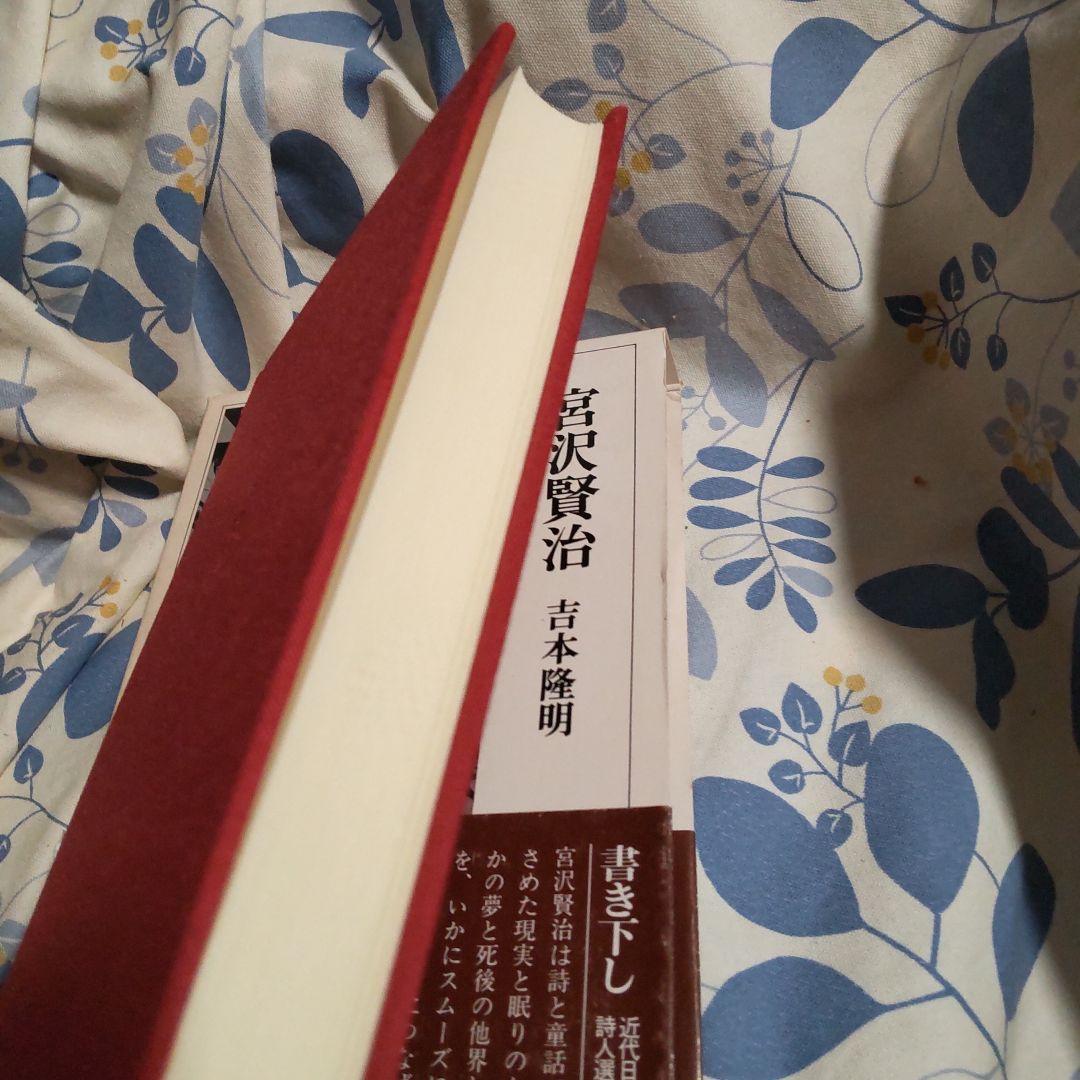 宮沢賢治
吉本隆明
書き下し
近代日
詩人選
宮沢賢治は詩と童話
さめた現実と眠りの
かの夢と死後の他界
を、いかにスムーズに